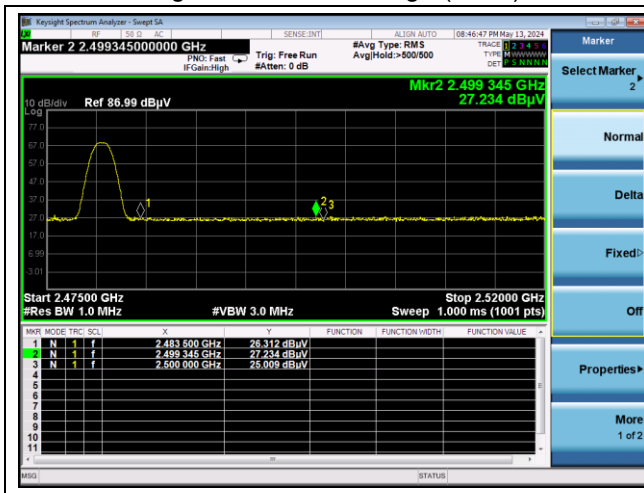 Keysight Spectrum Analyzer - Swept SA
RF 50 Ω AC SENSE:INT ALIGN AUTO 08:46:47 PM May 13, 2024
Marker 2 2.499345000000 GHz
PNO: Fast
IFGain:High
Trig: Free Run
#Atten: 0 dB
#Avg Type: RMS
Avg|Hold:>500/500
TRACE 1 2 3 4 5 6
TYPE M W W W W W
DET P S N N N N
Mkr2 2.499 345 GHz
27.234 dBµV
10 dB/div Ref 86.99 dBµV
Log
77.0
67.0
57.0
47.0
37.0
27.0
17.0
6.99
-3.01
1
2
3
Start 2.47500 GHz Stop 2.52000 GHz
#Res BW 1.0 MHz #VBW 3.0 MHz Sweep 1.000 ms (1001 pts)
MKR MODE TRC SCL X Y FUNCTION FUNCTION WIDTH FUNCTION VALUE
1 N 1 f 2.483 500 GHz 26.312 dBµV
2 N 1 f 2.499 345 GHz 27.234 dBµV
3 N 1 f 2.500 000 GHz 25.009 dBµV
4
5
6
7
8
9
10
11
MSG STATUS
Marker
Select Marker
2
Normal
Delta
Fixed
Off
Properties
More
1 of 2